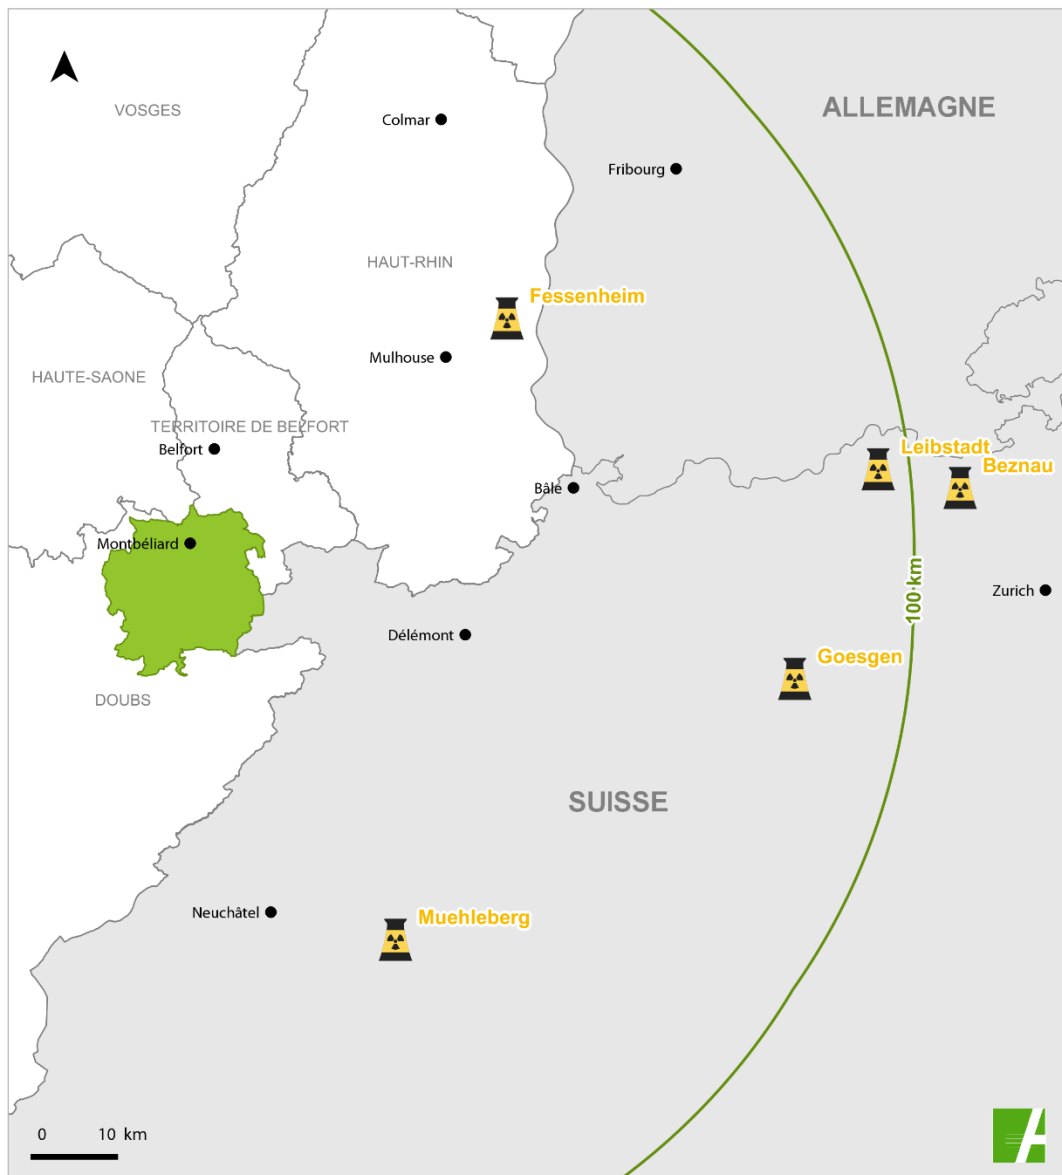 VOSGES
Colmar
ALLEMAGNE
Fribourg
HAUT-RHIN
Fessenheim
Mulhouse
HAUTE-SAONE
TERRITOIRE DE BELFORT
Belfort
Leibstadt
Beznau
Bâle
Montbéliard
100 km
Zurich
Délémont
Goesgen
DOUBS
SUISSE
Neuchâtel
Muehleberg
0 10 km
A